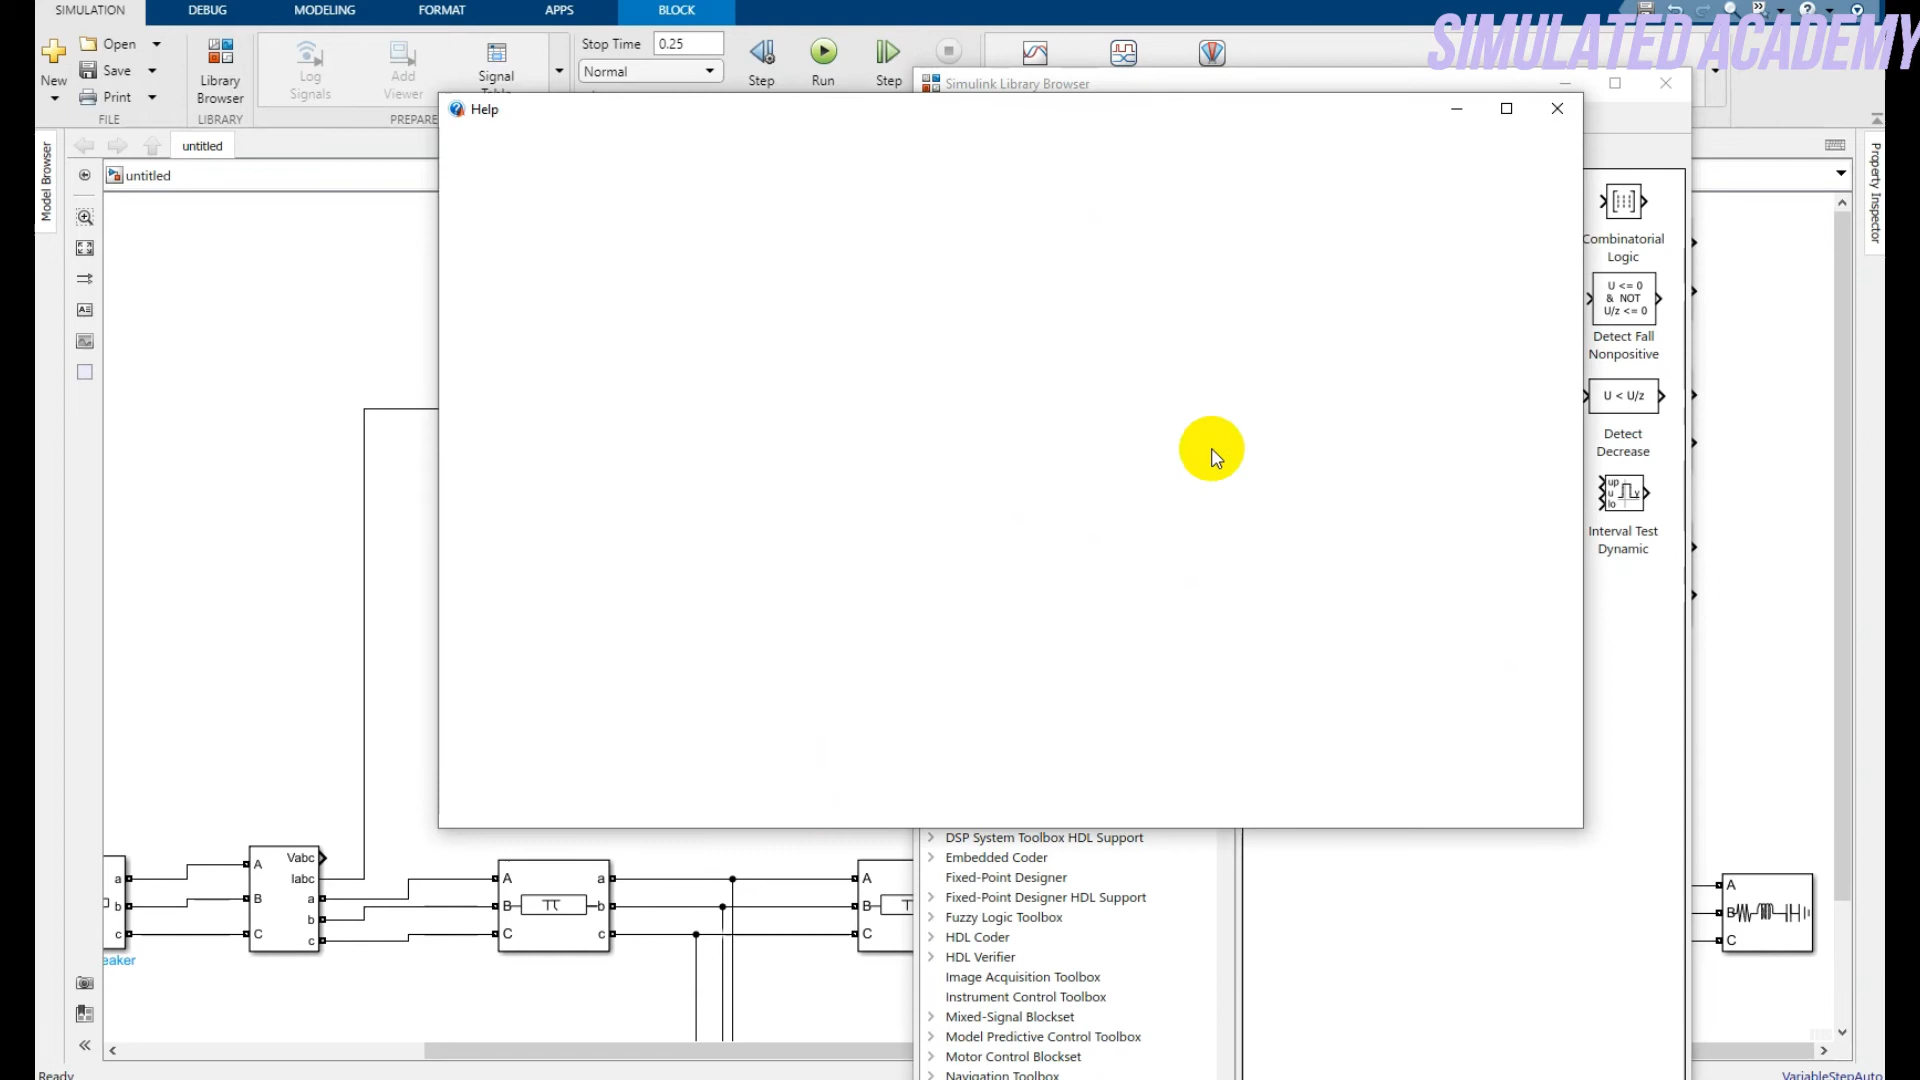 SIMULATION
DEBUG
MODELING
FORMAT
APPS
BLOCK
SIMULATED ACADEMY
New
Open
Save
Print
FILE
Library
Browser
LIBRARY
Log
Signals
Add
Viewer
Signal
PREPARE
Stop Time
0.25
Normal
Step
Run
Step
Simulink Library Browser
Help
Model Browser
untitled
untitled
Property Inspector
Combinatorial
Logic
U <= 0
& NOT
U/z <= 0
Detect Fall
Nonpositive
U < U/z
Detect
Decrease
up
u
lo
y
Interval Test
Dynamic
DSP System Toolbox HDL Support
Embedded Coder
Fixed-Point Designer
Fixed-Point Designer HDL Support
Fuzzy Logic Toolbox
HDL Coder
HDL Verifier
Image Acquisition Toolbox
Instrument Control Toolbox
Mixed-Signal Blockset
Model Predictive Control Toolbox
Motor Control Blockset
Navigation Toolbox
a
b
c
eaker
A
B
C
Vabc
Iabc
a
b
c
A
B
C
a
b
c
A
B
C
A
B
C
Ready
VariableStepAuto